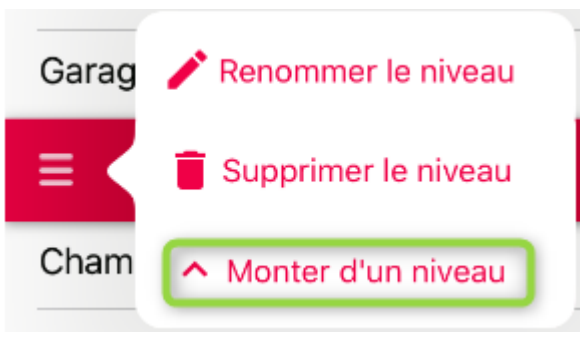 Garag
Renommer le niveau
Supprimer le niveau
Cham
Monter d'un niveau